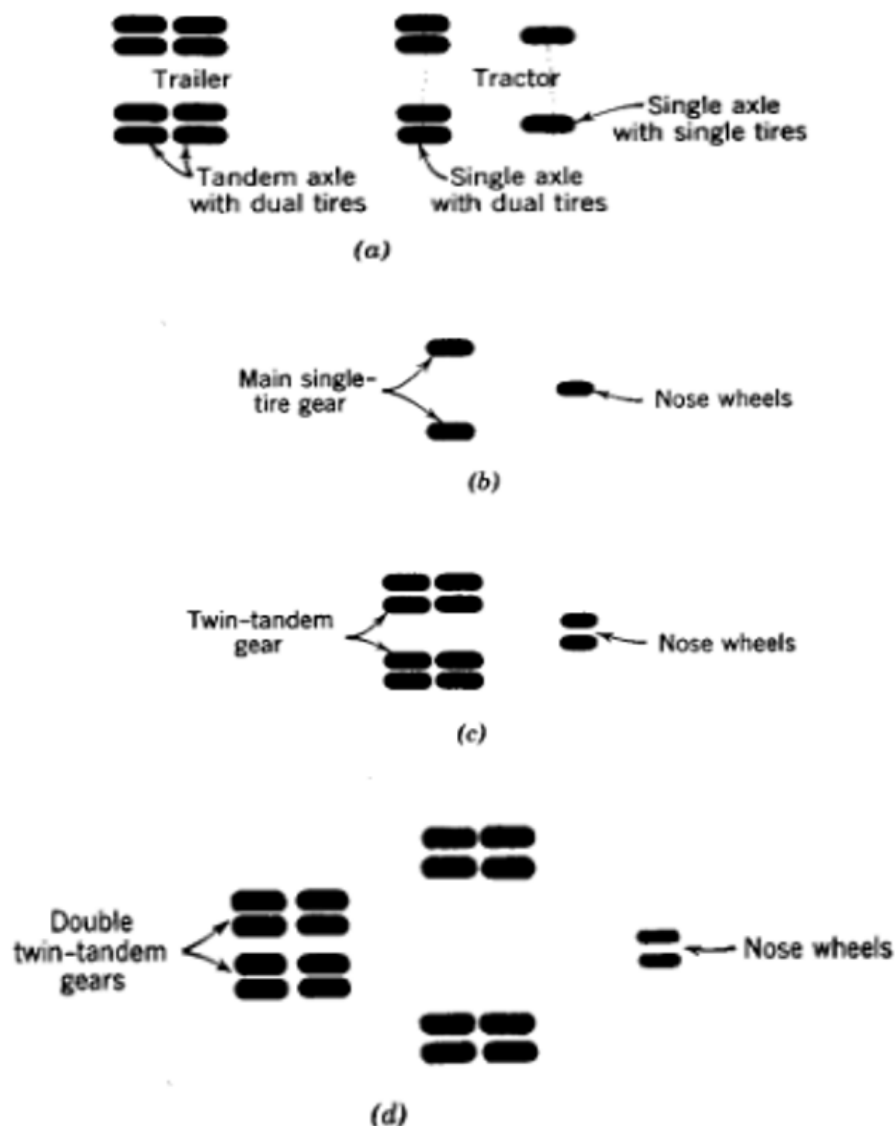 Trailer
Tractor
Single axle
with single tires
Tandem axle
with dual tires
Single axle
with dual tires
(a)
Main single-
tire gear
Nose wheels
(b)
Twin-tandem
gear
Nose wheels
(c)
Double
twin-tandem
gears
Nose wheels
(d)